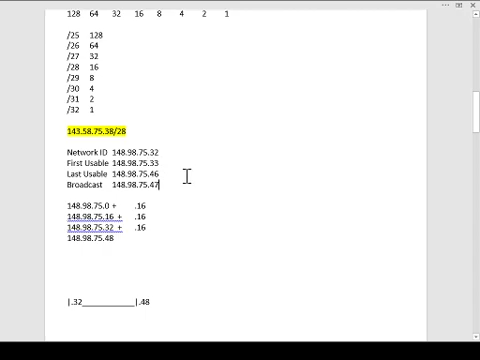 128 64 32 16 8 4 2 1
/25 128
/26 64
/27 32
/28 16
/29 8
/30 4
/31 2
/32 1
143.58.75.38/28
Network ID 148.98.75.32
First Usable 148.98.75.33
Last Usable 148.98.75.46
Broadcast 148.98.75.47
148.98.75.0 + .16
148.98.75.16 + .16
148.98.75.32 + .16
148.98.75.48
|.32____________|.48